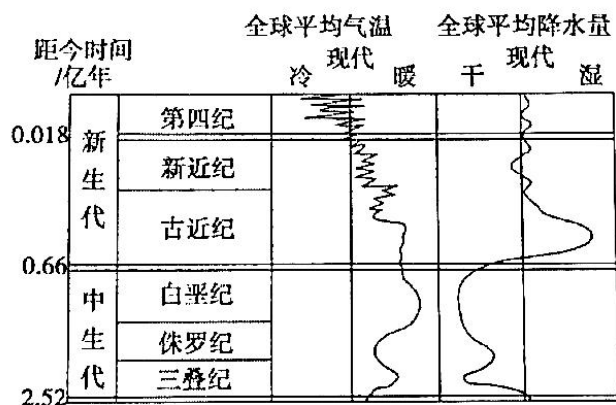 全球平均气温 全球平均降水量
距今时间 现代 现代
/亿年 冷 暖 干 湿
第四纪
0.018
新生代
新近纪
古近纪
0.66
白垩纪
中生代
侏罗纪
三叠纪
2.52